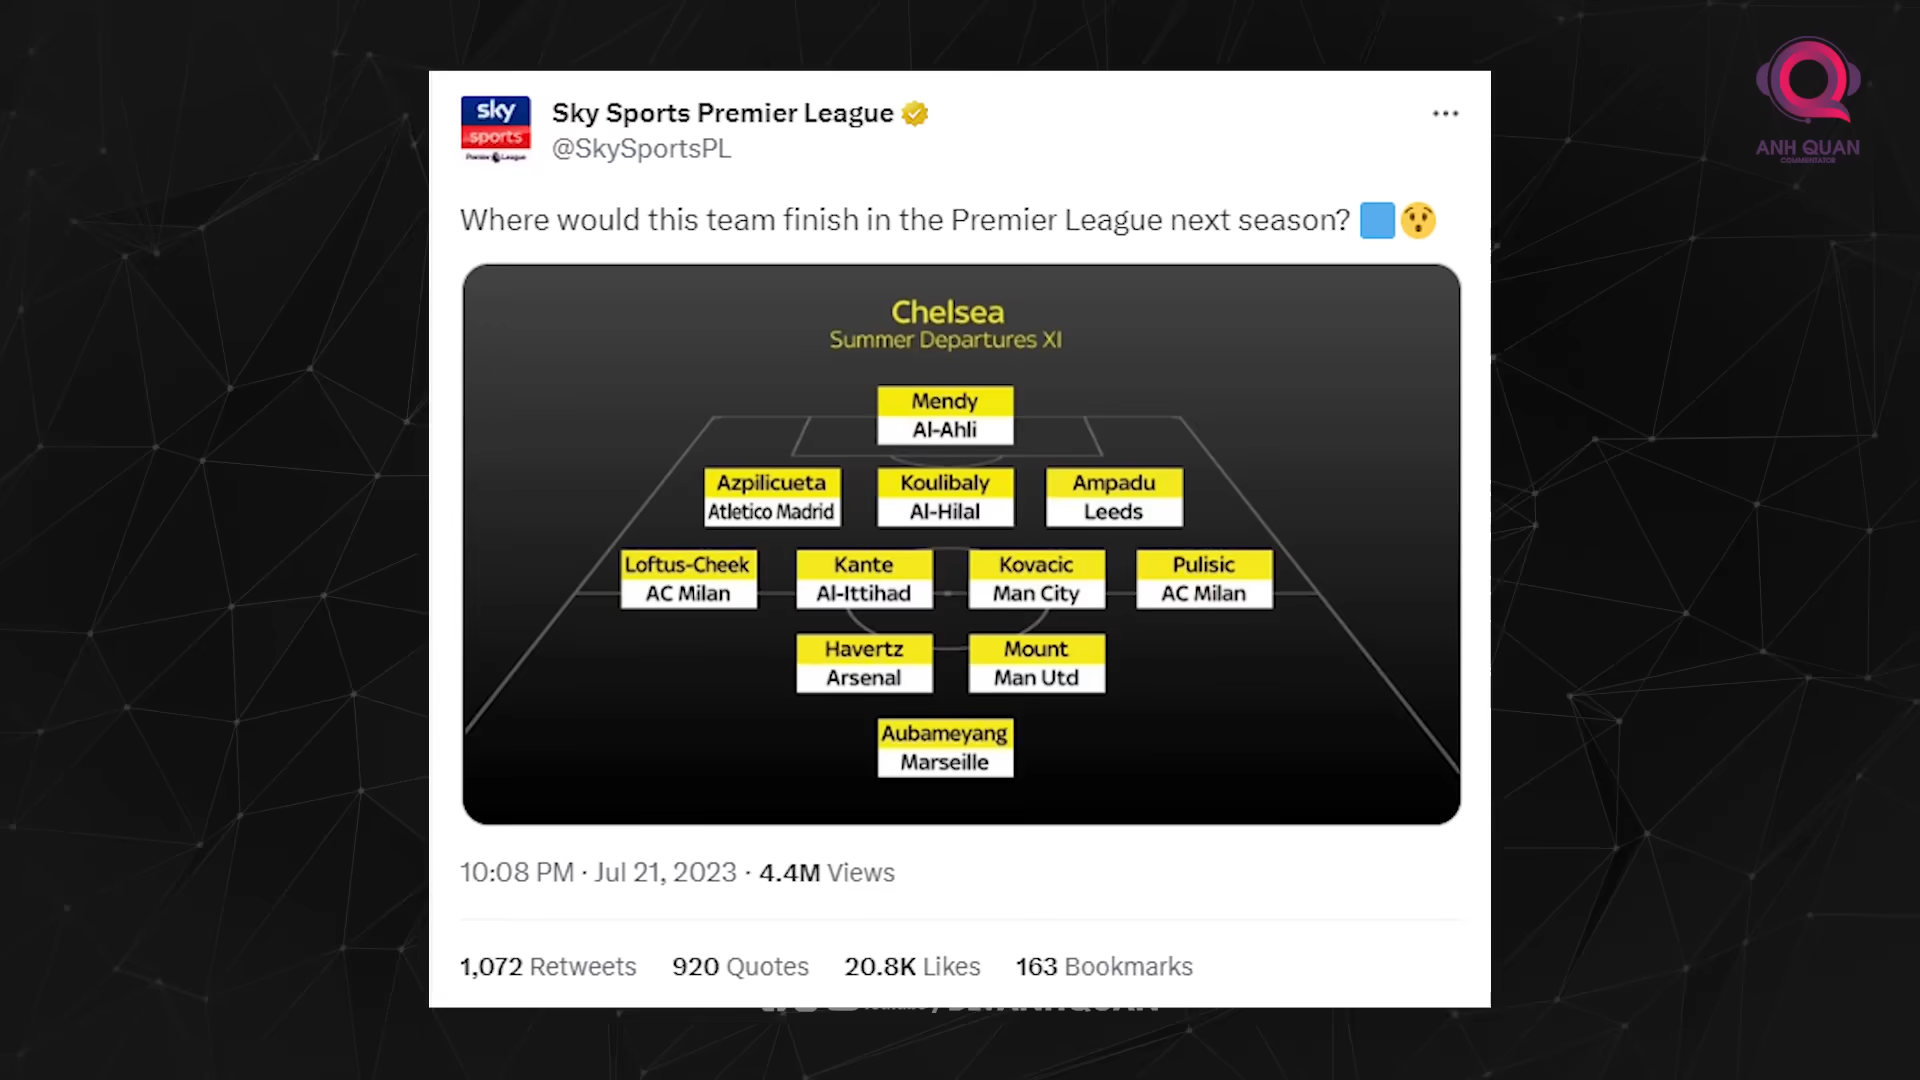 ANH QUAN
COMMENTATOR
sky
sports
Premier League
Sky Sports Premier League
@SkySportsPL
Where would this team finish in the Premier League next season? 🟦😯
Chelsea
Summer Departures XI
Mendy
Al-Ahli
Azpilicueta
Atletico Madrid
Koulibaly
Al-Hilal
Ampadu
Leeds
Loftus-Cheek
AC Milan
Kante
Al-Ittihad
Kovacic
Man City
Pulisic
AC Milan
Havertz
Arsenal
Mount
Man Utd
Aubameyang
Marseille
10:08 PM · Jul 21, 2023 · 4.4M Views
1,072 Retweets 920 Quotes 20.8K Likes 163 Bookmarks